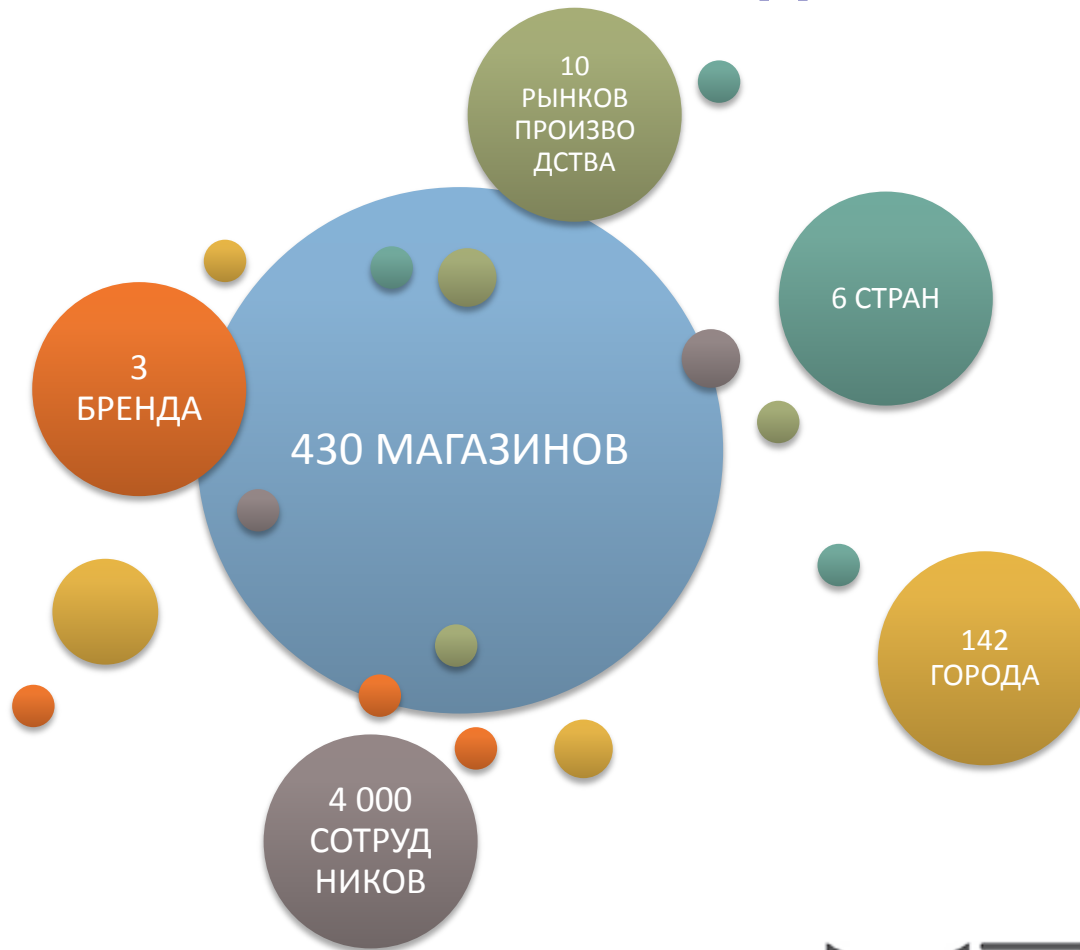 10
РЫНКОВ
ПРОИЗВО
ДСТВА
6 СТРАН
3
БРЕНДА
430 МАГАЗИНОВ
142
ГОРОДА
4 000
СОТРУД
НИКОВ